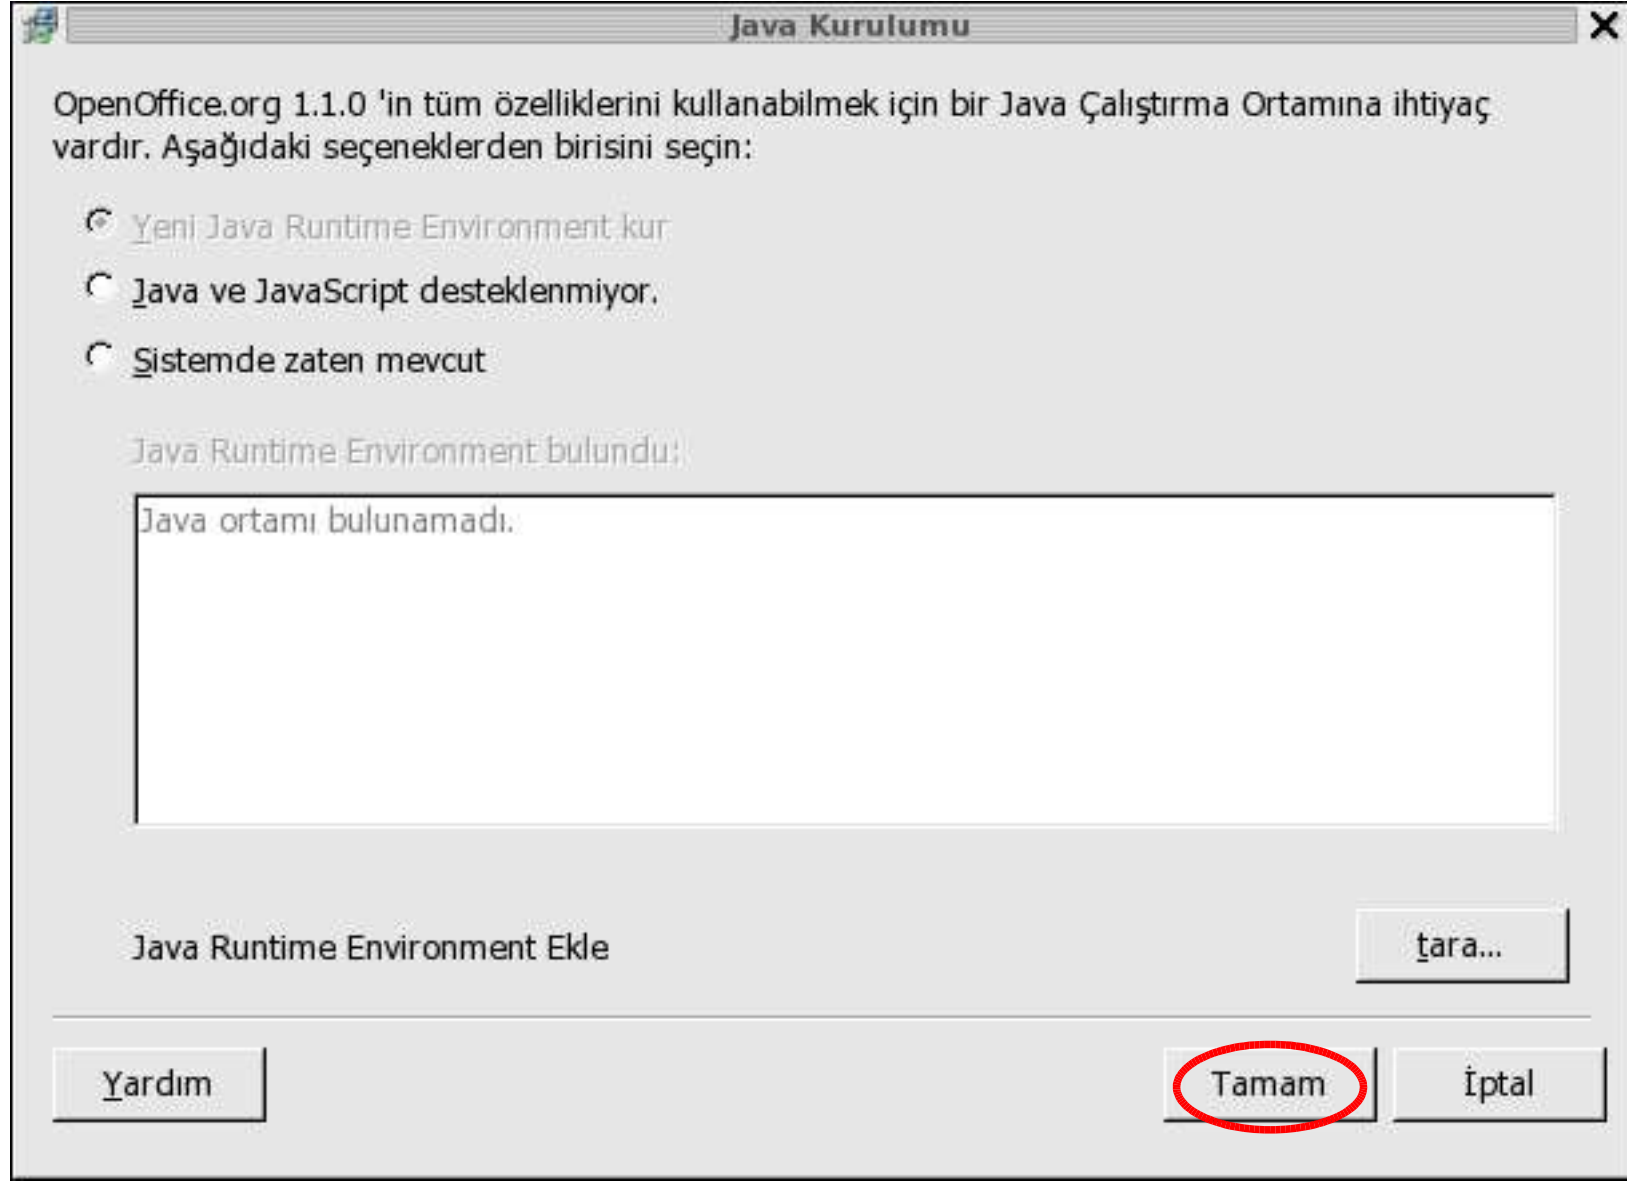 Java Kurulumu
OpenOffice.org 1.1.0 'in tüm özelliklerini kullanabilmek için bir Java Çalıştırma Ortamına ihtiyaç
vardır. Aşağıdaki seçeneklerden birisini seçin:
Yeni Java Runtime Environment kur
Java ve JavaScript desteklenmiyor.
Sistemde zaten mevcut
Java Runtime Environment bulundu:
Java ortamı bulunamadı.
Java Runtime Environment Ekle
tara...
Yardım
Tamam
İptal